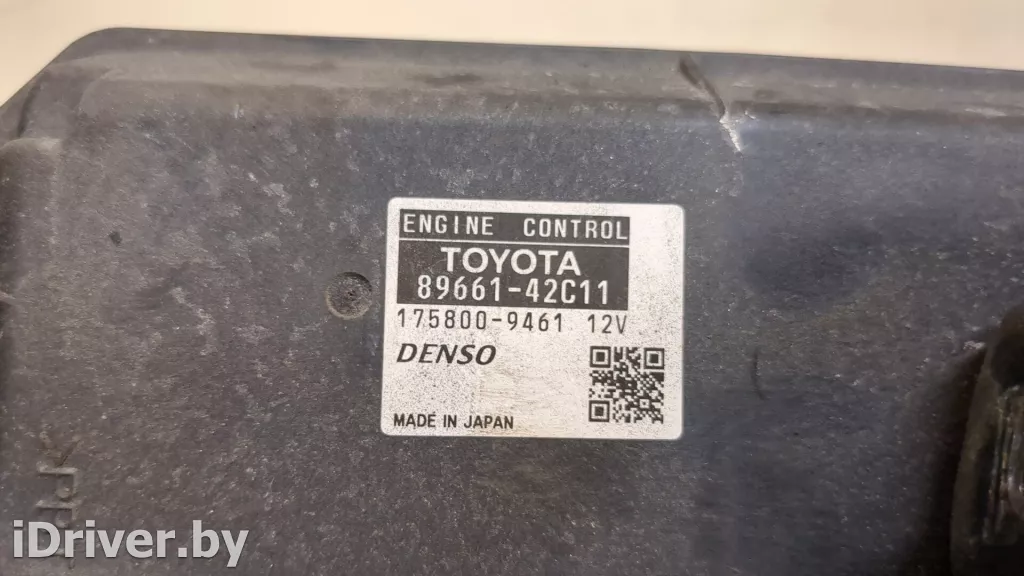 ENGINE CONTROL
TOYOTA
89661-42C11
175800-9461 12V
DENSO
MADE IN JAPAN
iDriver.by